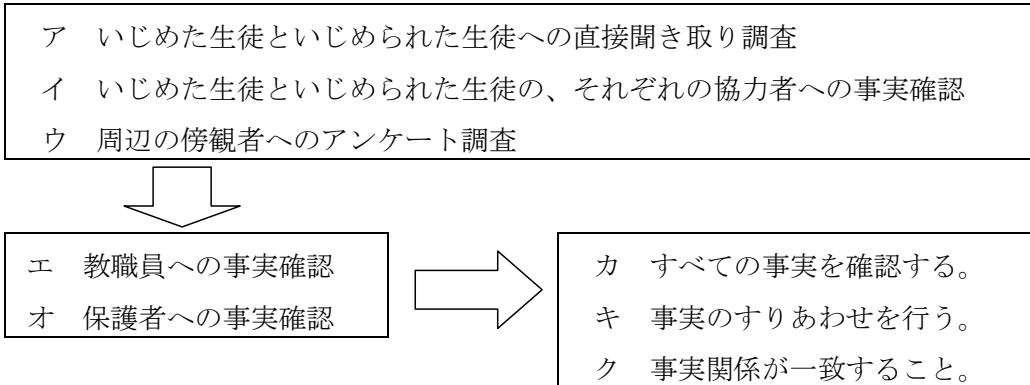 ア　いじめた生徒といじめられた生徒への直接聞き取り調査
イ　いじめた生徒といじめられた生徒の、それぞれの協力者への事実確認
ウ　周辺の傍観者へのアンケート調査
エ　教職員への事実確認
オ　保護者への事実確認
カ　すべての事実を確認する。
キ　事実のすりあわせを行う。
ク　事実関係が一致すること。